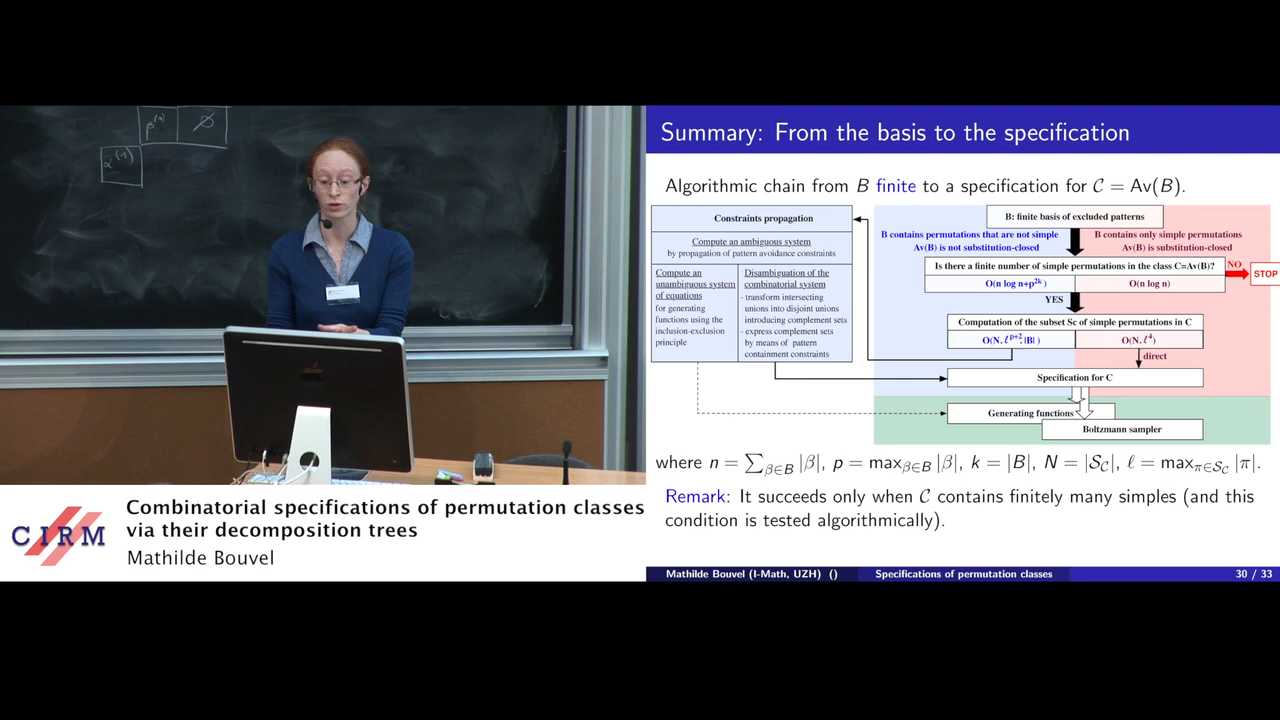 β(1) ∅
α(-1)
Combinatorial specifications of permutation classes
via their decomposition trees
Mathilde Bouvel
CIRM
Summary: From the basis to the specification
Algorithmic chain from B finite to a specification for 𝒞 = Av(B).
B: finite basis of excluded patterns
B contains permutations that are not simple
Av(B) is not substitution-closed
B contains only simple permutations
Av(B) is substitution-closed
Is there a finite number of simple permutations in the class C=Av(B)?
NO
STOP
O(n log n+p^{2k})
O(n log n)
YES
Computation of the subset Sc of simple permutations in C
O(N. ℓ^{p+2}.|B|)
O(N. ℓ^4)
direct
Specification for C
Generating functions
Boltzmann sampler
Constraints propagation
Compute an ambiguous system
by propagation of pattern avoidance constraints
Compute an
unambiguous system
of equations
for generating
functions using the
inclusion-exclusion
principle
Disambiguation of the
combinatorial system
- transform intersecting
unions into disjoint unions
introducing complement sets
- express complement sets
by means of pattern
containment constraints
where n = ∑_{β∈B} |β|, p = max_{β∈B} |β|, k = |B|, N = |𝒮_𝒞|, ℓ = max_{π∈𝒮_𝒞} |π|.
Remark: It succeeds only when 𝒞 contains finitely many simples (and this
condition is tested algorithmically).
Mathilde Bouvel (I-Math, UZH) () Specifications of permutation classes 30 / 33